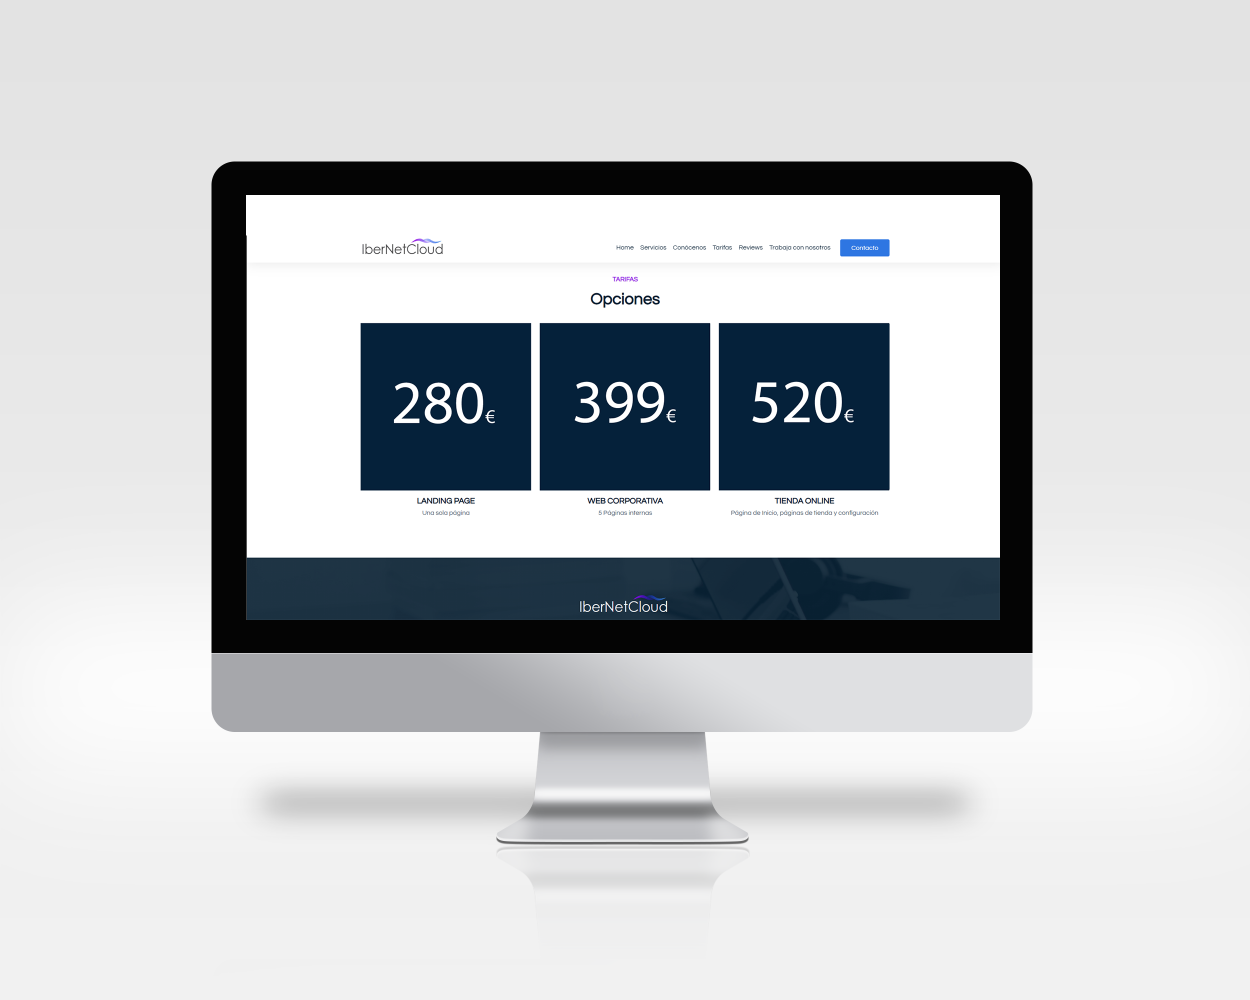 IberNetCloud
Home Servicios Conócenos Tarifas Reviews Trabaja con nosotros Contacto
TARIFAS
Opciones
280€ 399€ 520€
LANDING PAGE WEB CORPORATIVA TIENDA ONLINE
Una sola página 5 Páginas internas Página de Inicio, páginas de tienda y configuración
IberNetCloud